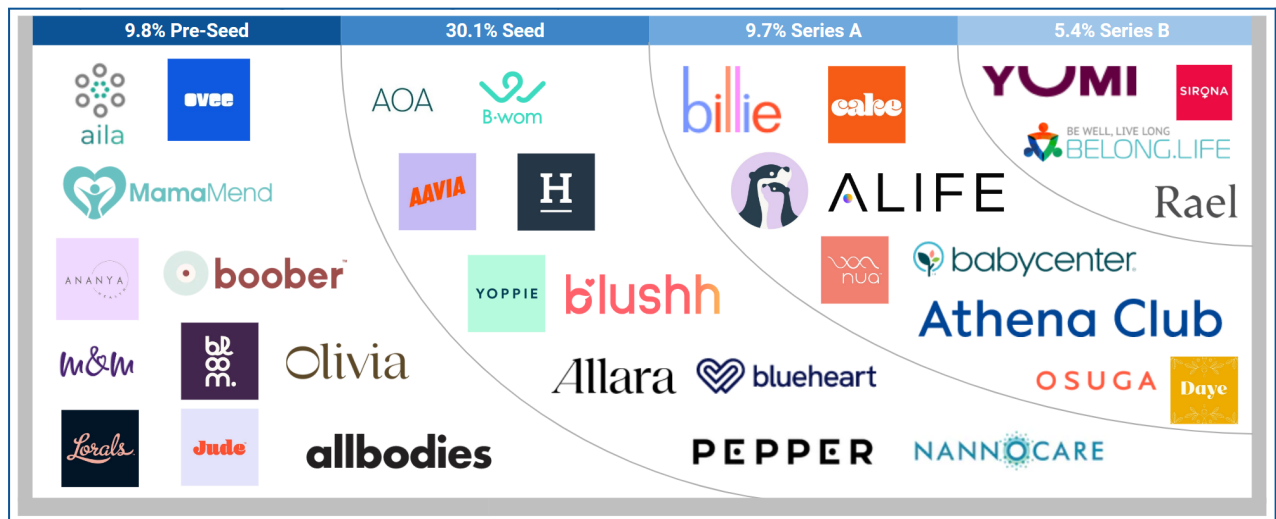 9.8% Pre-Seed
30.1% Seed
9.7% Series A
5.4% Series B
aila
ovee
MamaMend
ANANYA
HEALTH
boober™
m&m
bloom.
Olivia
Lorals
Jude
allbodies
AOA
B·wom
AAVIA
H
YOPPIE
blushh
Allara
blueheart
PEPPER
NANNOCARE
billie
cake
ALIFE
nua
babycenter
Athena Club
OSUGA
Daye
YUMI
SIRONA
BE WELL, LIVE LONG
BELONG.LIFE
Rael